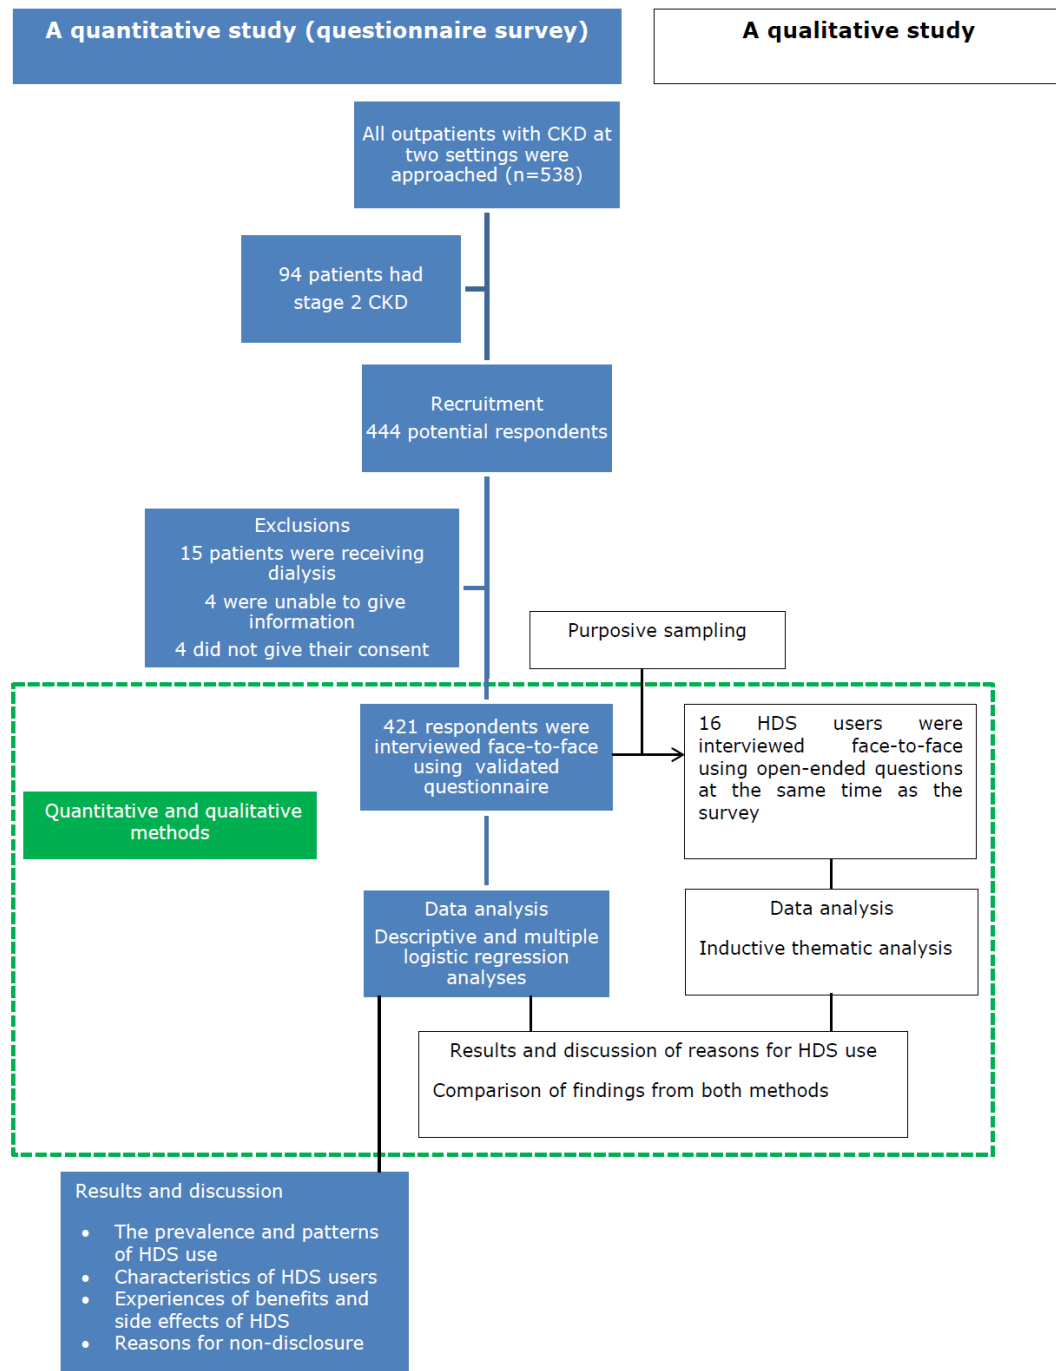 A quantitative study (questionnaire survey)
A qualitative study
All outpatients with CKD at
two settings were
approached (n=538)
94 patients had
stage 2 CKD
Recruitment
444 potential respondents
Exclusions
15 patients were receiving
dialysis
4 were unable to give
information
4 did not give their consent
Purposive sampling
421 respondents were
interviewed face-to-face
using validated
questionnaire
16 HDS users were
interviewed face-to-face
using open-ended questions
at the same time as the
survey
Quantitative and qualitative
methods
Data analysis
Descriptive and multiple
logistic regression
analyses
Data analysis
Inductive thematic analysis
Results and discussion of reasons for HDS use
Comparison of findings from both methods
Results and discussion
• The prevalence and patterns
of HDS use
• Characteristics of HDS users
• Experiences of benefits and
side effects of HDS
• Reasons for non-disclosure